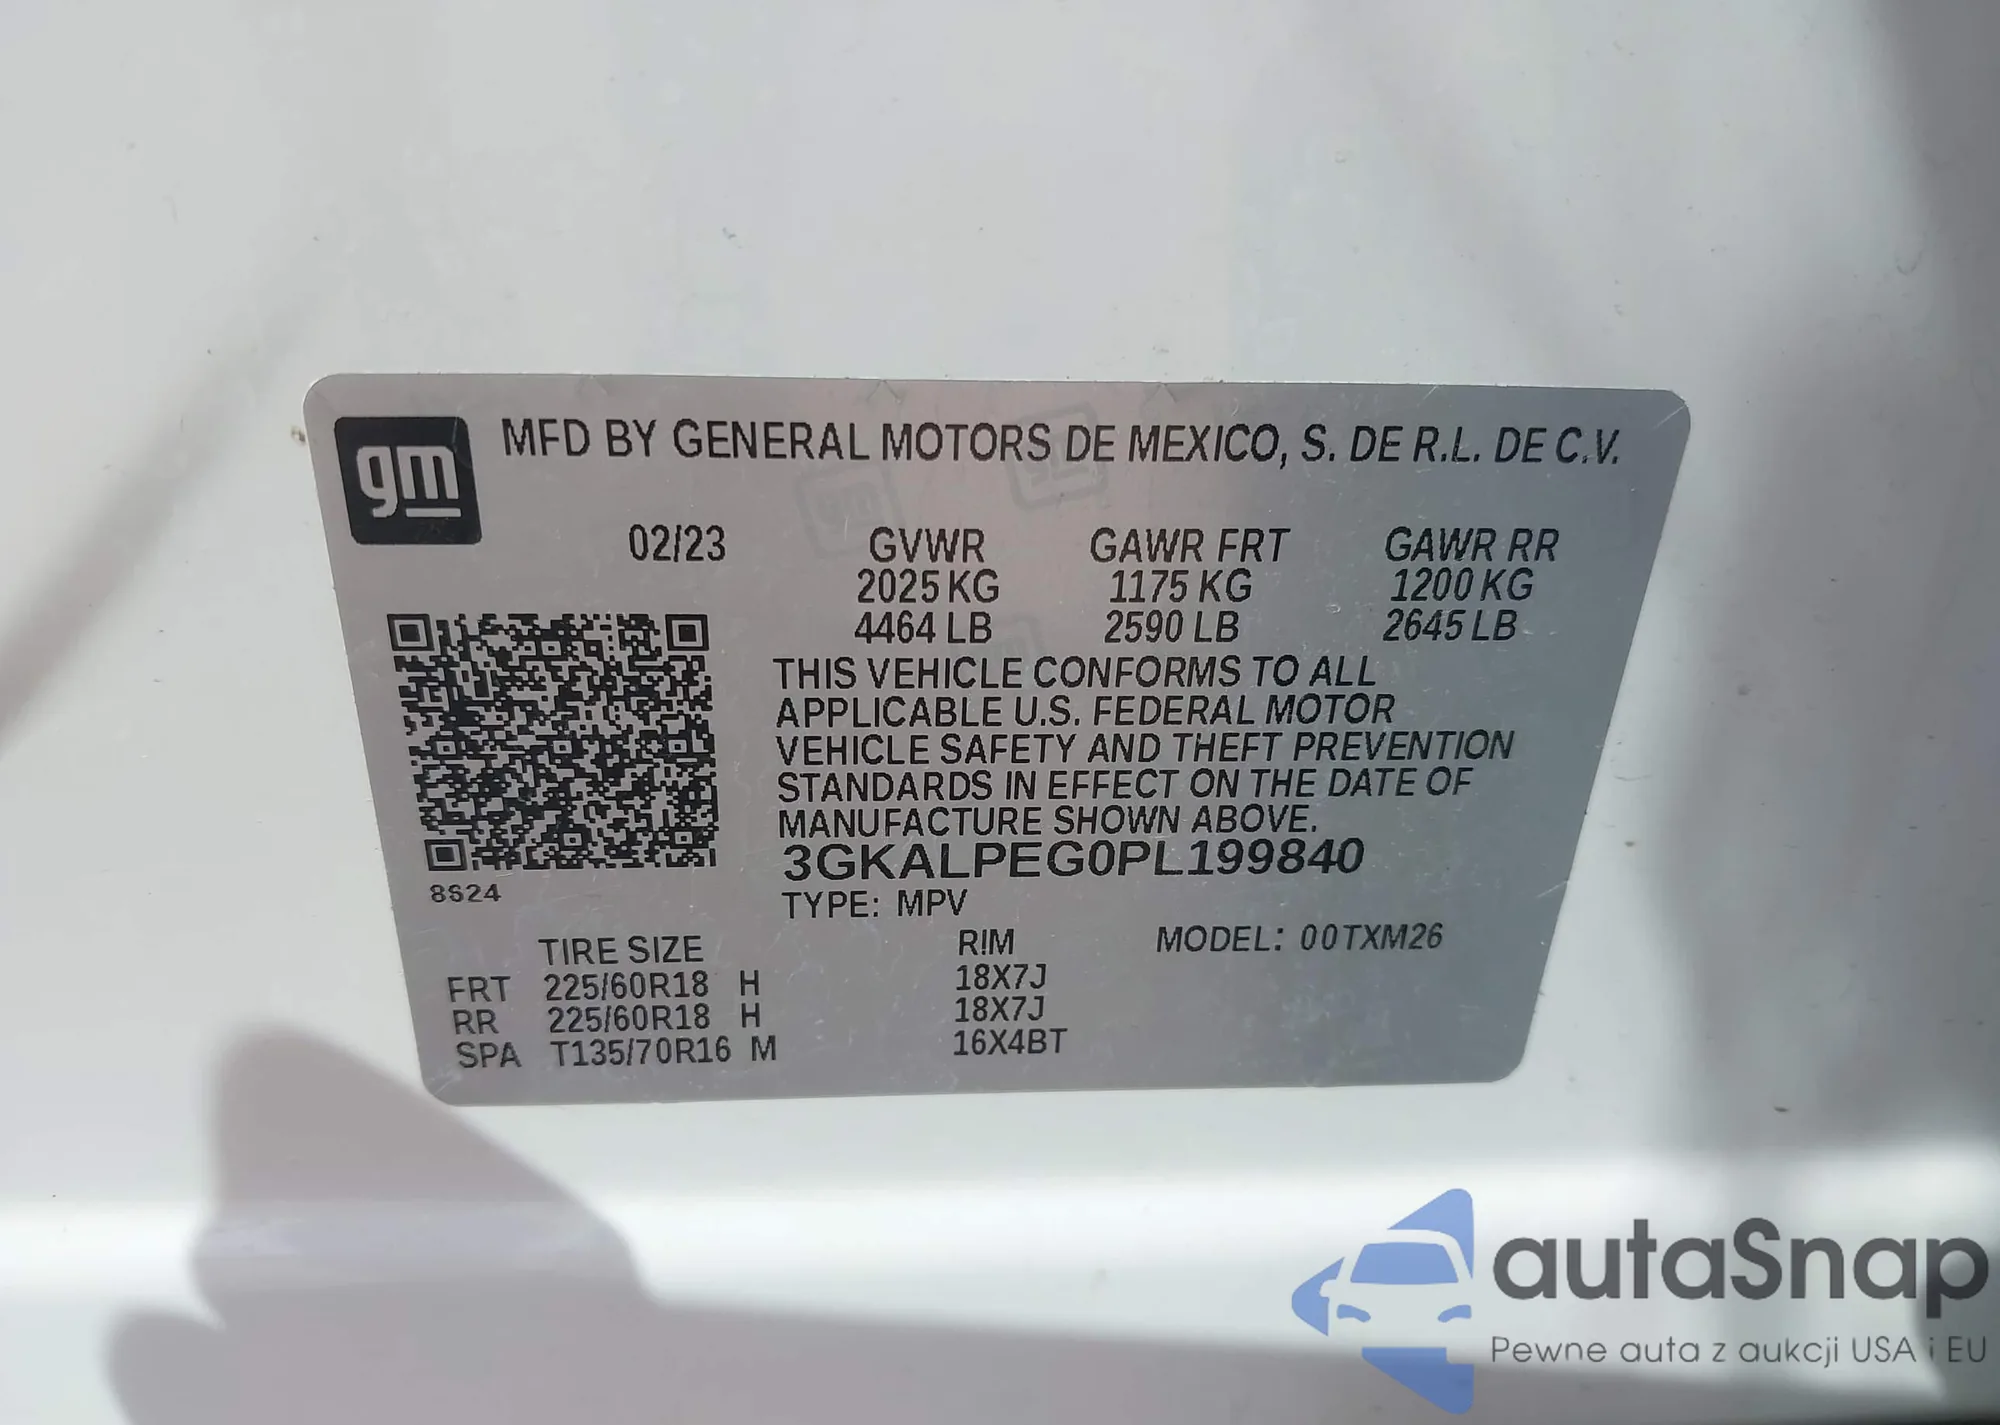 gm
MFD BY GENERAL MOTORS DE MEXICO, S. DE R.L. DE C.V.
02/23 GVWR GAWR FRT GAWR RR
2025 KG 1175 KG 1200 KG
4464 LB 2590 LB 2645 LB
THIS VEHICLE CONFORMS TO ALL
APPLICABLE U.S. FEDERAL MOTOR
VEHICLE SAFETY AND THEFT PREVENTION
STANDARDS IN EFFECT ON THE DATE OF
MANUFACTURE SHOWN ABOVE.
3GKALPEG0PL199840
8S24
TYPE: MPV
TIRE SIZE RIM MODEL: 00TXM26
FRT 225/60R18 H 18X7J
RR 225/60R18 H 18X7J
SPA T135/70R16 M 16X4BT
autaSnap
Pewne auta z aukcji USA i EU